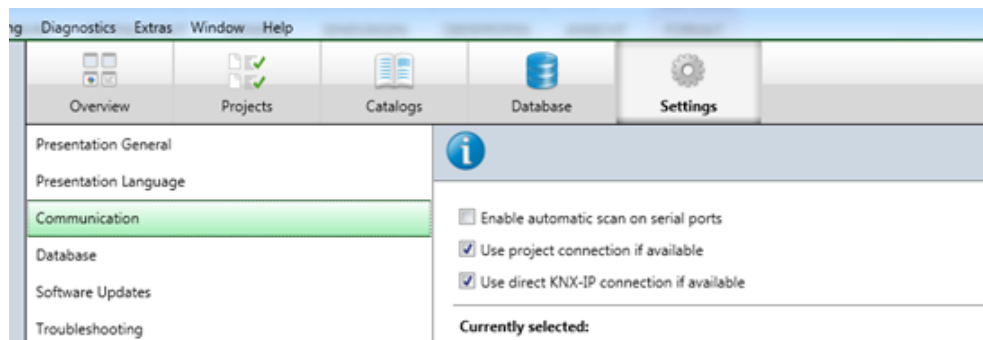 ng Diagnostics Extras Window Help
Overview Projects Catalogs Database Settings
Presentation General
Presentation Language
Communication
Enable automatic scan on serial ports
Use project connection if available
Database
Use direct KNX-IP connection if available
Software Updates
Troubleshooting
Currently selected: